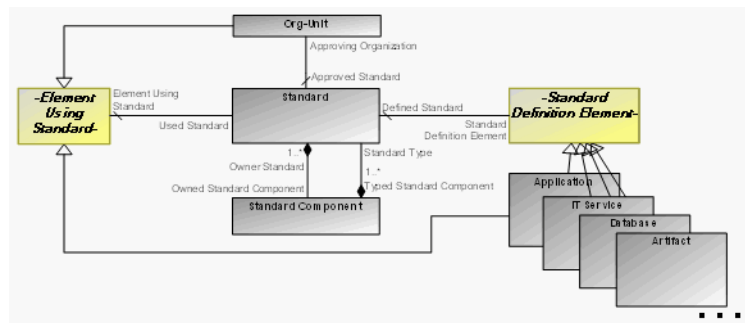 Org-Unit
Approving Organization
Approved Standard
-Element
Using
Standard-
Element Using
Standard
Used Standard
Standard
Defined Standard
Standard
Definition Element
-Standard
Definition Element-
1..*
Owner Standard
Standard Type
1..*
Owned Standard Component
Typed Standard Component
Standard Component
Application
IT Service
Database
Artifact
...